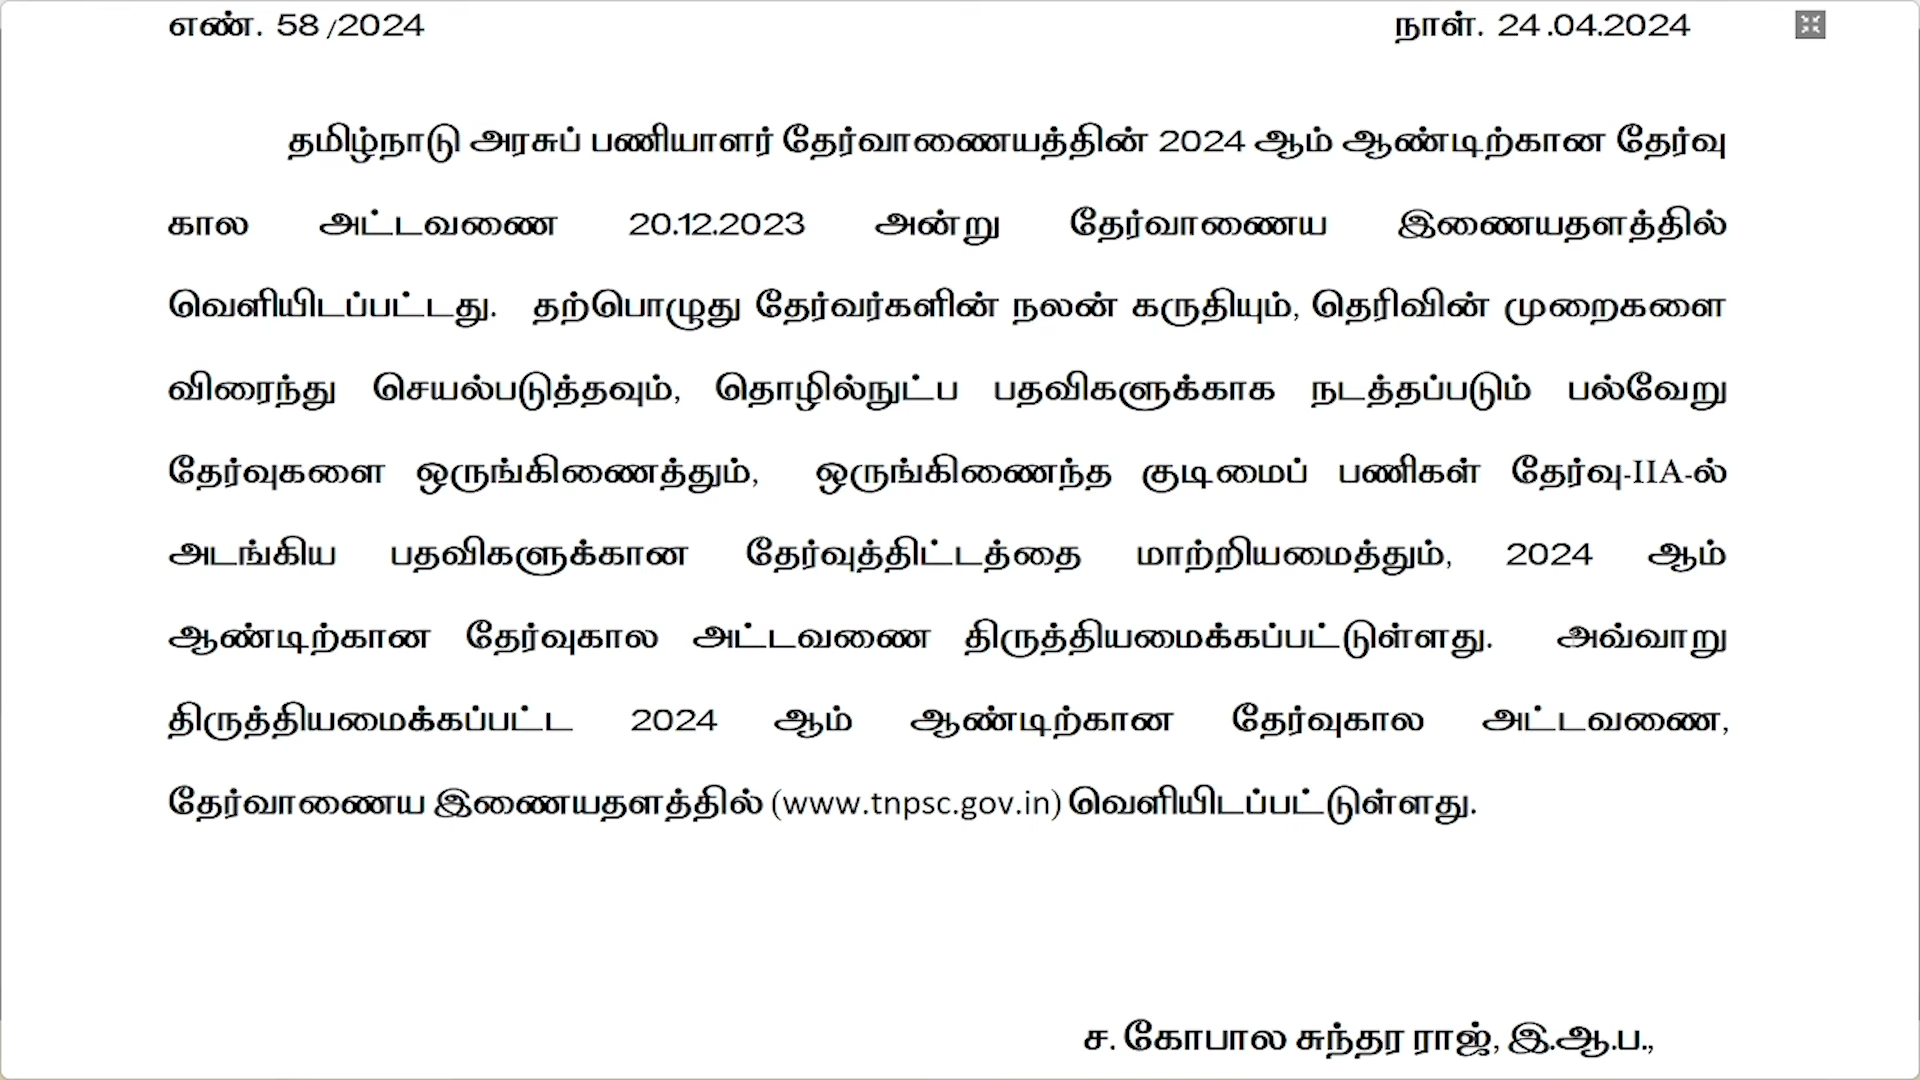 எண். 58 /2024 நாள். 24 .04.2024
தமிழ்நாடு அரசுப் பணியாளர் தேர்வாணையத்தின் 2024 ஆம் ஆண்டிற்கான தேர்வு
கால அட்டவணை 20.12.2023 அன்று தேர்வாணைய இணையதளத்தில்
வெளியிடப்பட்டது. தற்பொழுது தேர்வர்களின் நலன் கருதியும், தெரிவின் முறைகளை
விரைந்து செயல்படுத்தவும், தொழில்நுட்ப பதவிகளுக்காக நடத்தப்படும் பல்வேறு
தேர்வுகளை ஒருங்கிணைத்தும், ஒருங்கிணைந்த குடிமைப் பணிகள் தேர்வு-IIA-ல்
அடங்கிய பதவிகளுக்கான தேர்வுத்திட்டத்தை மாற்றியமைத்தும், 2024 ஆம்
ஆண்டிற்கான தேர்வுகால அட்டவணை திருத்தியமைக்கப்பட்டுள்ளது. அவ்வாறு
திருத்தியமைக்கப்பட்ட 2024 ஆம் ஆண்டிற்கான தேர்வுகால அட்டவணை,
தேர்வாணைய இணையதளத்தில் (www.tnpsc.gov.in) வெளியிடப்பட்டுள்ளது.
ச. கோபால சுந்தர ராஜ், இ.ஆ.ப.,